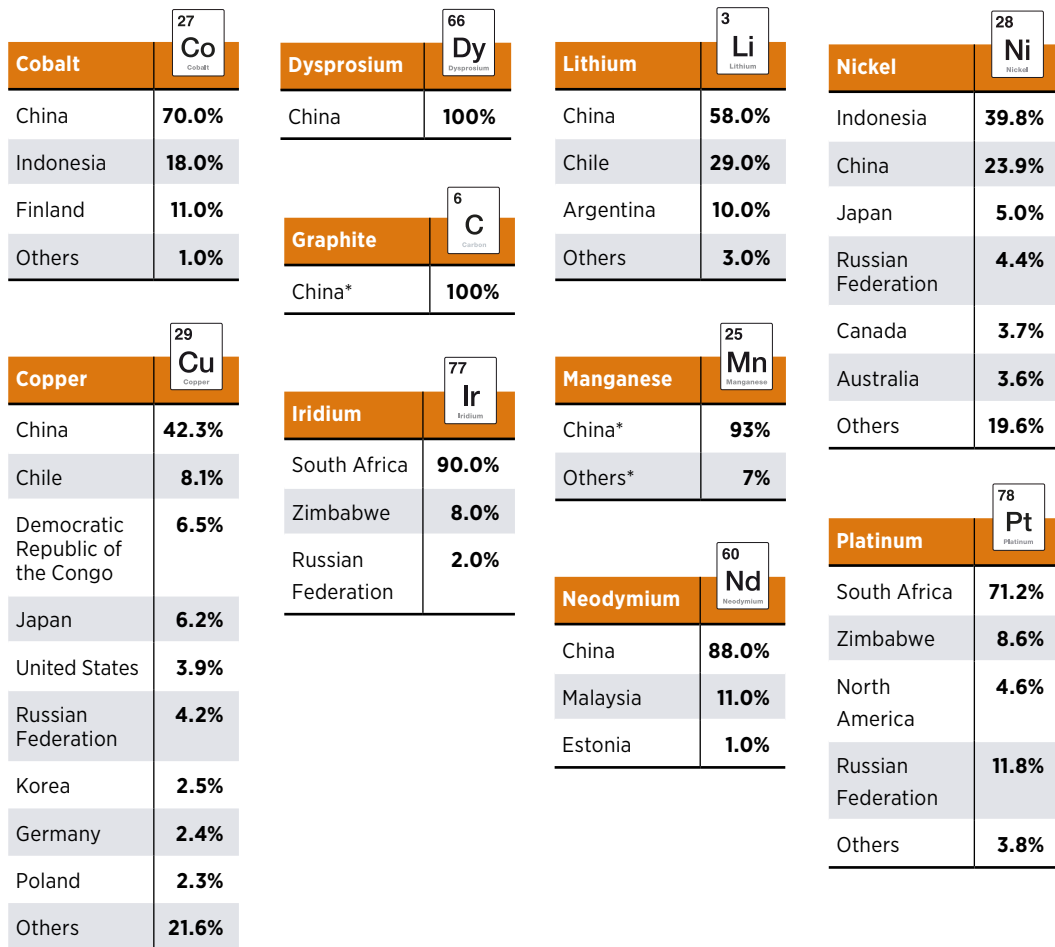 27
Co
Cobalt
Cobalt
China 70.0%
Indonesia 18.0%
Finland 11.0%
Others 1.0%
29
Cu
Copper
Copper
China 42.3%
Chile 8.1%
Democratic 6.5%
Republic of
the Congo
Japan 6.2%
United States 3.9%
Russian 4.2%
Federation
Korea 2.5%
Germany 2.4%
Poland 2.3%
Others 21.6%
66
Dy
Dysprosium
Dysprosium
China 100%
6
C
Carbon
Graphite
China* 100%
77
Ir
Iridium
Iridium
South Africa 90.0%
Zimbabwe 8.0%
Russian 2.0%
Federation
3
Li
Lithium
Lithium
China 58.0%
Chile 29.0%
Argentina 10.0%
Others 3.0%
25
Mn
Manganese
Manganese
China* 93%
Others* 7%
60
Nd
Neodymium
Neodymium
China 88.0%
Malaysia 11.0%
Estonia 1.0%
28
Ni
Nickel
Nickel
Indonesia 39.8%
China 23.9%
Japan 5.0%
Russian 4.4%
Federation
Canada 3.7%
Australia 3.6%
Others 19.6%
78
Pt
Platinum
Platinum
South Africa 71.2%
Zimbabwe 8.6%
North 4.6%
America
Russian 11.8%
Federation
Others 3.8%